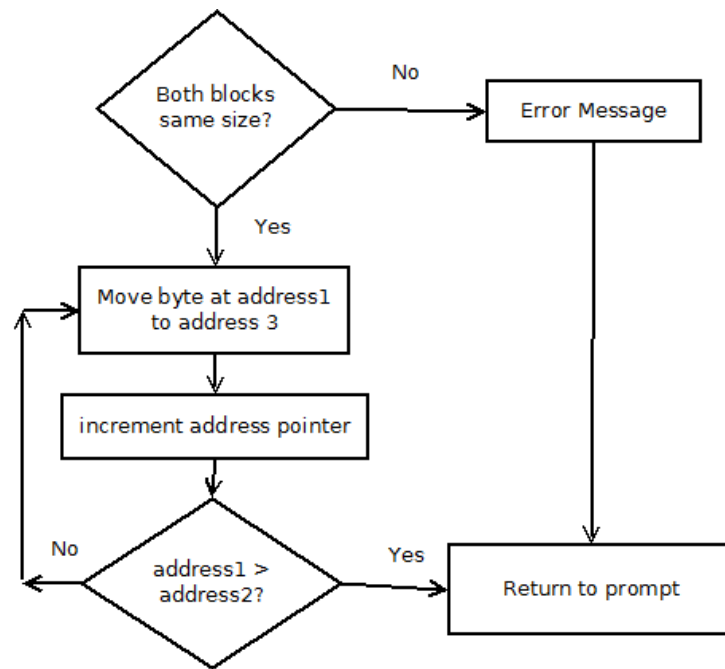 Both blocks
same size?
No
Error Message
Yes
Move byte at address1
to address 3
increment address pointer
No
address1 >
address2?
Yes
Return to prompt